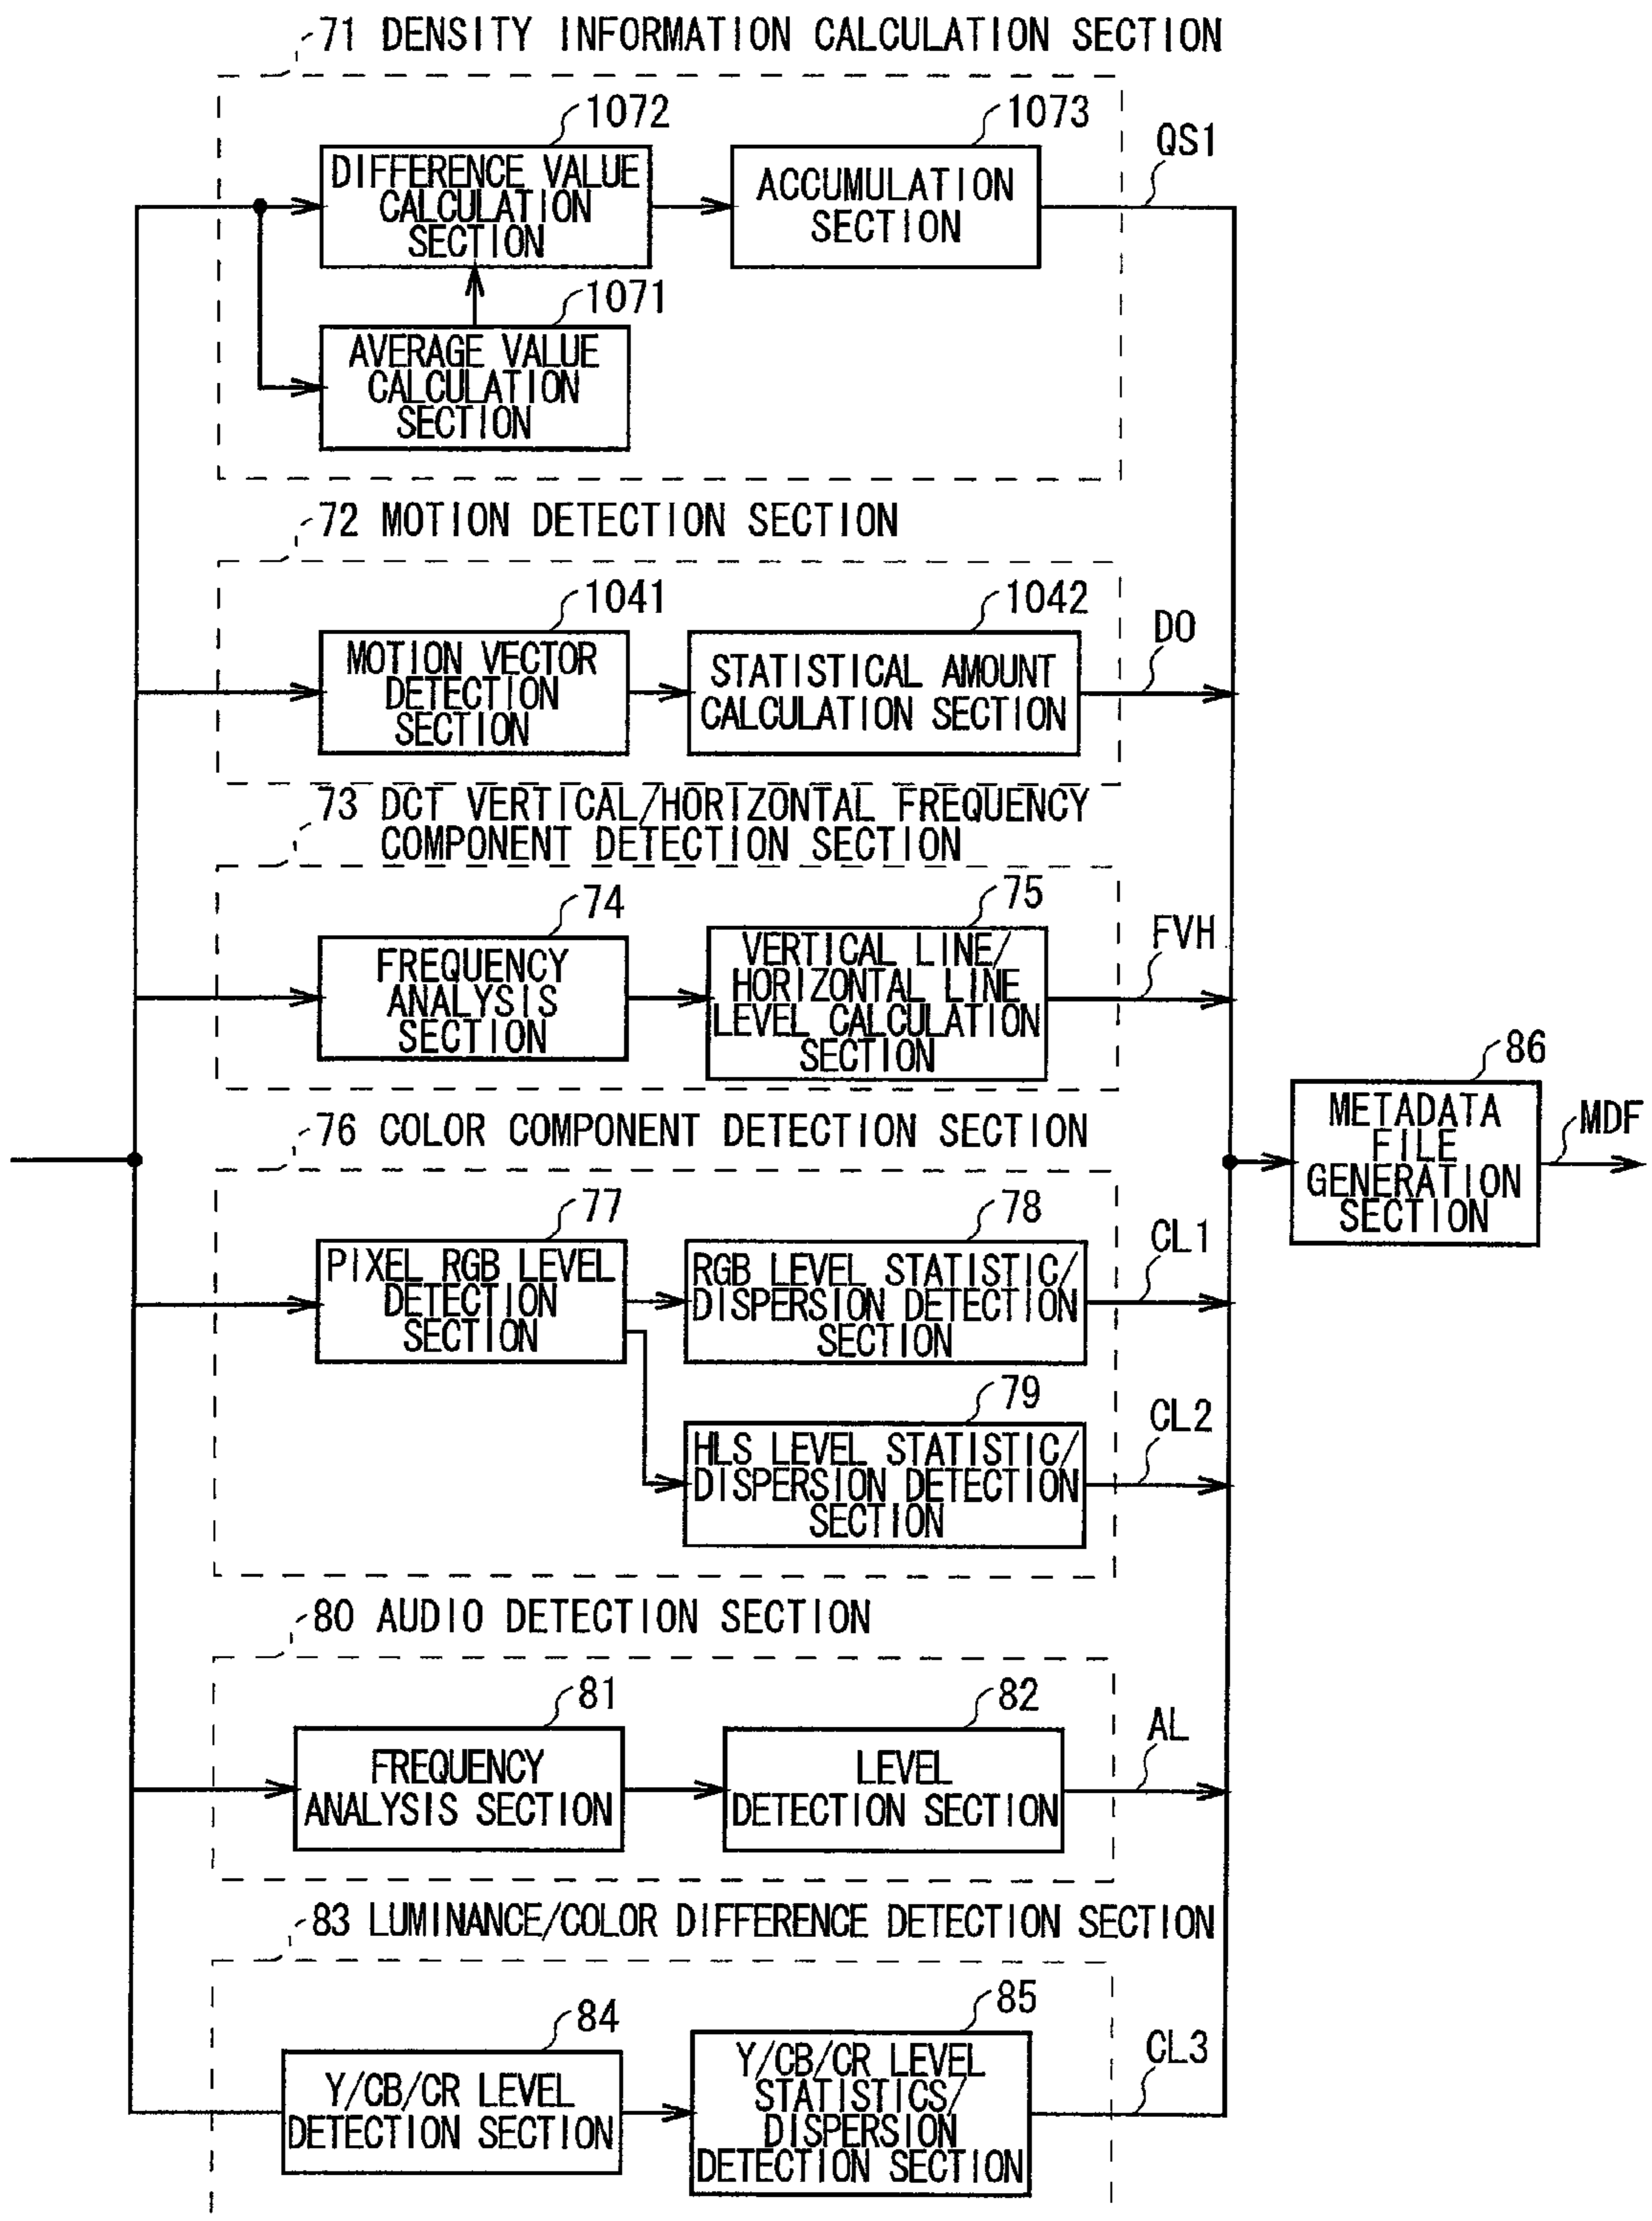 71 DENSITY INFORMATION CALCULATION SECTION
1072
1073
DIFFERENCE VALUE
CALCULATION
SECTION
ACCUMULATION
SECTION
QS1
1071
AVERAGE VALUE
CALCULATION
SECTION
72 MOTION DETECTION SECTION
1041
1042
MOTION VECTOR
DETECTION
SECTION
STATISTICAL AMOUNT
CALCULATION SECTION
DO
73 DCT VERTICAL/HORIZONTAL FREQUENCY
COMPONENT DETECTION SECTION
74
75
FREQUENCY
ANALYSIS
SECTION
VERTICAL LINE/
HORIZONTAL LINE
LEVEL CALCULATION
SECTION
FVH
86
METADATA
FILE
GENERATION
SECTION
MDF
76 COLOR COMPONENT DETECTION SECTION
77
78
PIXEL RGB LEVEL
DETECTION
SECTION
RGB LEVEL STATISTIC/
DISPERSION DETECTION
SECTION
CL1
79
HLS LEVEL STATISTIC/
DISPERSION DETECTION
SECTION
CL2
80 AUDIO DETECTION SECTION
81
82
FREQUENCY
ANALYSIS SECTION
LEVEL
DETECTION SECTION
AL
83 LUMINANCE/COLOR DIFFERENCE DETECTION SECTION
84
85
Y/CB/CR LEVEL
DETECTION SECTION
Y/CB/CR LEVEL
STATISTICS/
DISPERSION
DETECTION SECTION
CL3